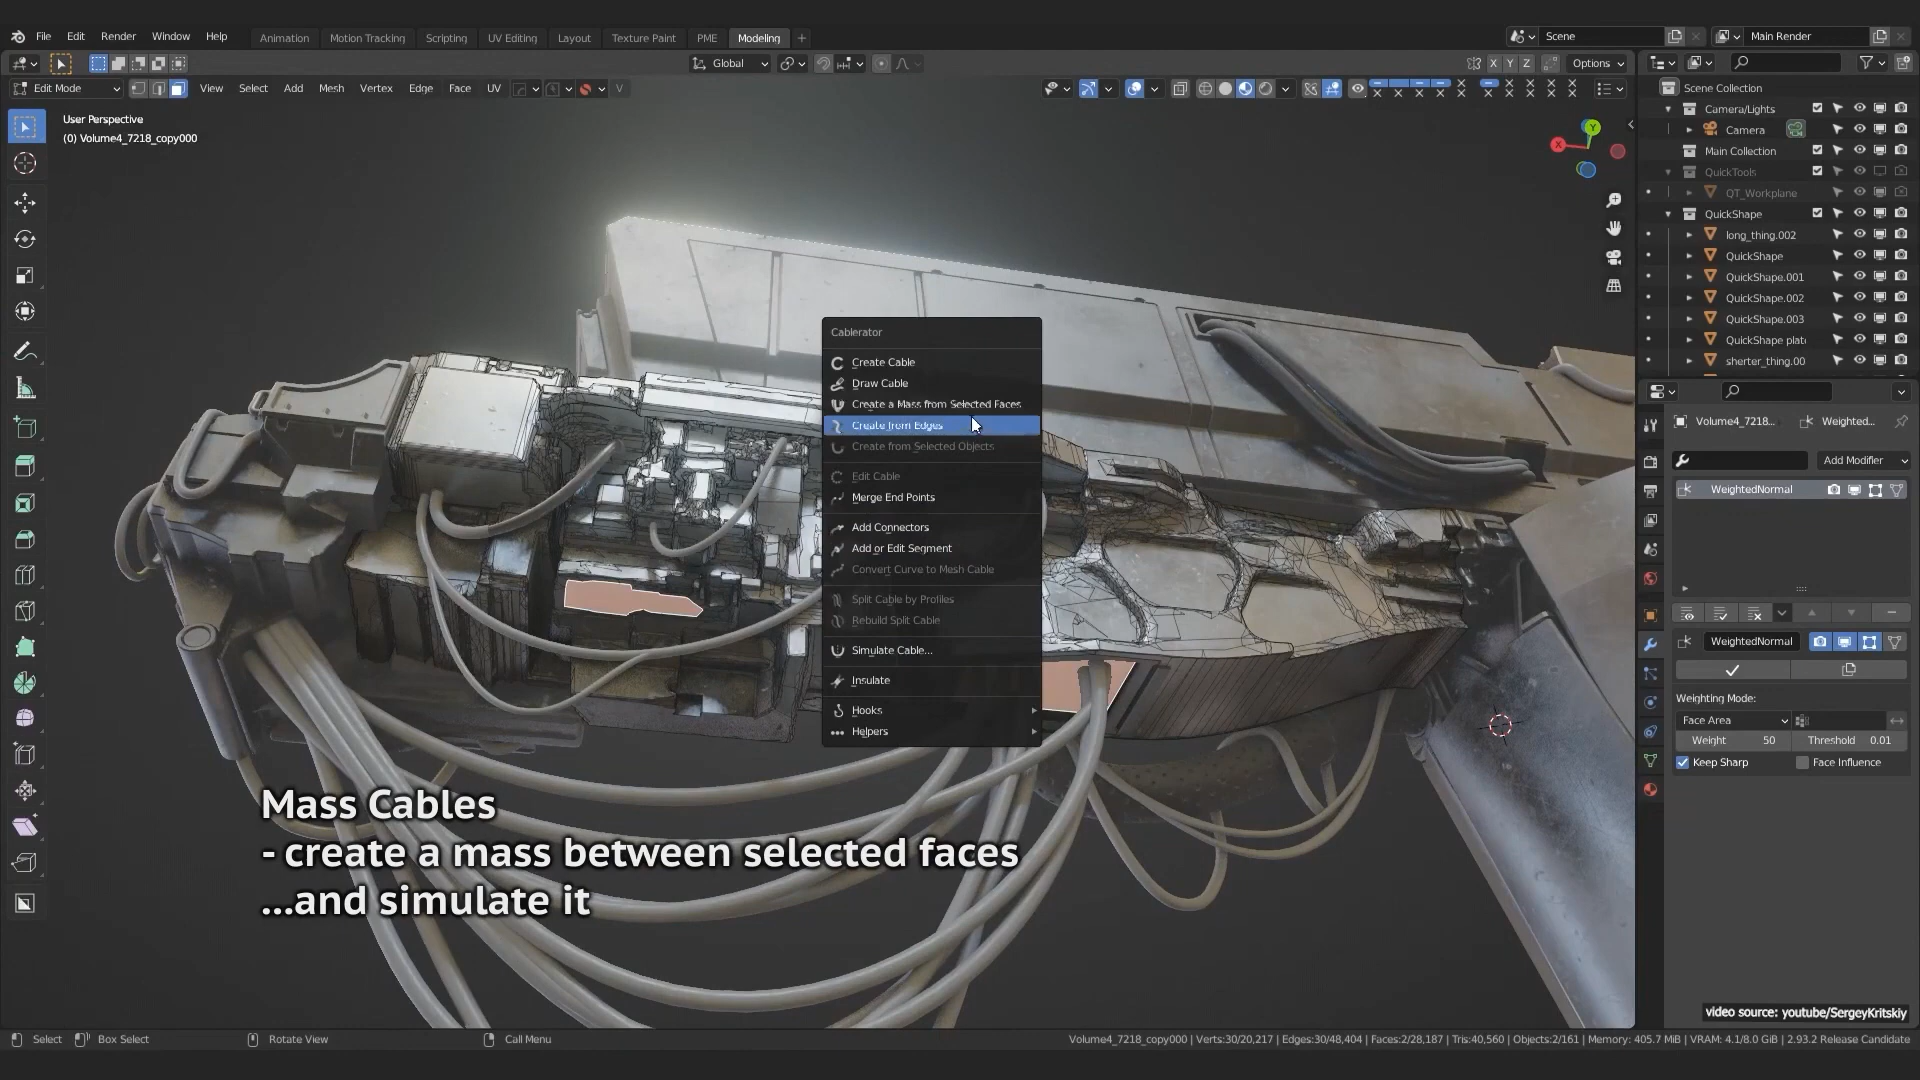 File Edit Render Window Help
Animation Motion Tracking Scripting UV Editing Layout Texture Paint PME Modeling +
Scene
Main Render
Global
X Y Z Options
Edit Mode
View Select Add Mesh Vertex Edge Face UV
User Perspective
(0) Volume4_7218_copy000
Y
X
Scene Collection
Camera/Lights
Camera
Main Collection
QuickTools
QT_Workplane
QuickShape
long_thing.002
QuickShape
QuickShape.001
QuickShape.002
QuickShape.003
QuickShape plat
sherter_thing.00
Cablerator
Create Cable
Draw Cable
Create a Mass from Selected Faces
Create from Edges
Create from Selected Objects
Edit Cable
Merge End Points
Add Connectors
Add or Edit Segment
Convert Curve to Mesh Cable
Split Cable by Profiles
Rebuild Split Cable
Simulate Cable...
Insulate
Hooks
Helpers
Volume4_7218... Weighted...
Add Modifier
WeightedNormal
WeightedNormal
Weighting Mode:
Face Area
Weight 50 Threshold 0.01
Keep Sharp Face Influence
Mass Cables
- create a mass between selected faces
...and simulate it
video source: youtube/SergeyKritskiy
Select Box Select Rotate View Call Menu
Volume4_7218_copy000 | Verts:30/20,217 | Edges:30/48,404 | Faces:2/28,187 | Tris:40,560 | Objects:2/161 | Memory: 405.7 MiB | VRAM: 4.1/8.0 GiB | 2.93.2 Release Candidate